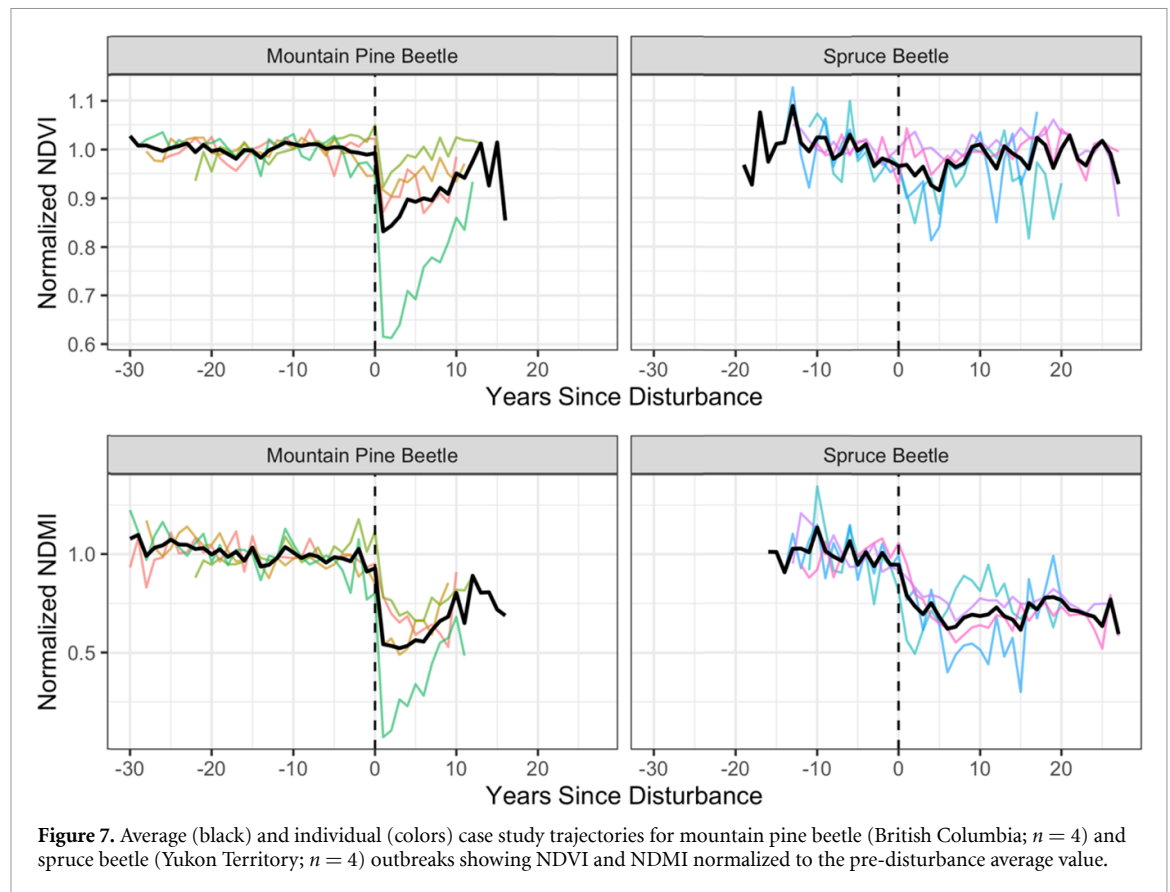 Mountain Pine Beetle
Spruce Beetle
Normalized NDVI
1.1
1.0
0.9
0.8
0.7
0.6
-30 -20 -10 0 10 20
-30 -20 -10 0 10 20
Years Since Disturbance
Mountain Pine Beetle
Spruce Beetle
Normalized NDMI
1.0
0.5
-30 -20 -10 0 10 20
-30 -20 -10 0 10 20
Years Since Disturbance
Figure 7. Average (black) and individual (colors) case study trajectories for mountain pine beetle (British Columbia; n = 4) and
spruce beetle (Yukon Territory; n = 4) outbreaks showing NDVI and NDMI normalized to the pre-disturbance average value.